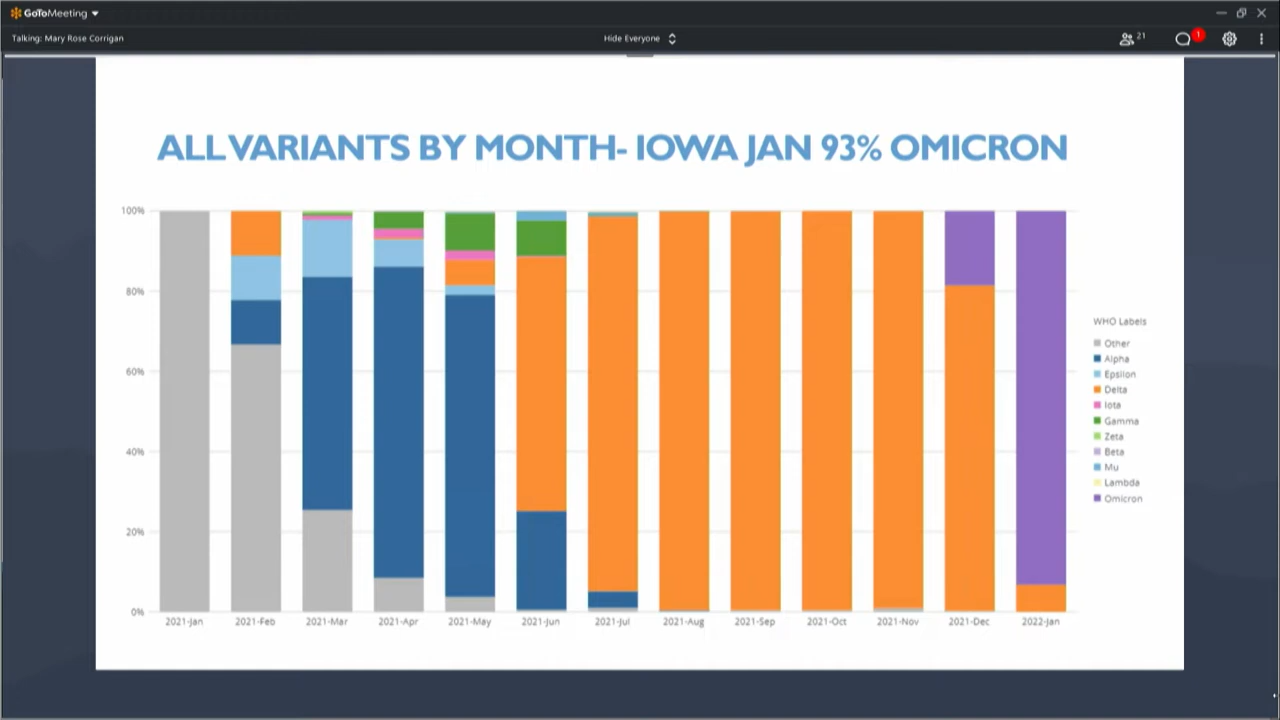 GoToMeeting
Talking: Mary Rose Corrigan
Hide Everyone
21
1
ALL VARIANTS BY MONTH- IOWA JAN 93% OMICRON
100%
80%
60%
40%
20%
0%
2021-Jan 2021-Feb 2021-Mar 2021-Apr 2021-May 2021-Jun 2021-Jul 2021-Aug 2021-Sep 2021-Oct 2021-Nov 2021-Dec 2022-Jan
WHO Labels
Other
Alpha
Epsilon
Delta
Iota
Gamma
Zeta
Beta
Mu
Lambda
Omicron